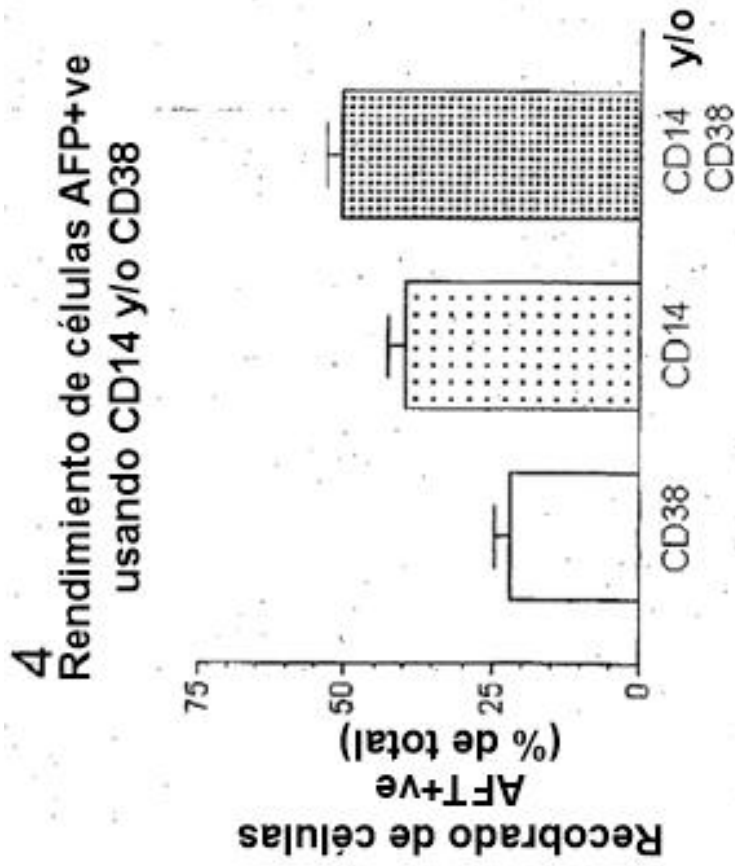 4
Rendimiento de células AFP+ve
usando CD14 y/o CD38
Recobrado de células
AFT+ve
(% de total)
75
50
25
0
CD38
CD14
CD14 y/o
CD38